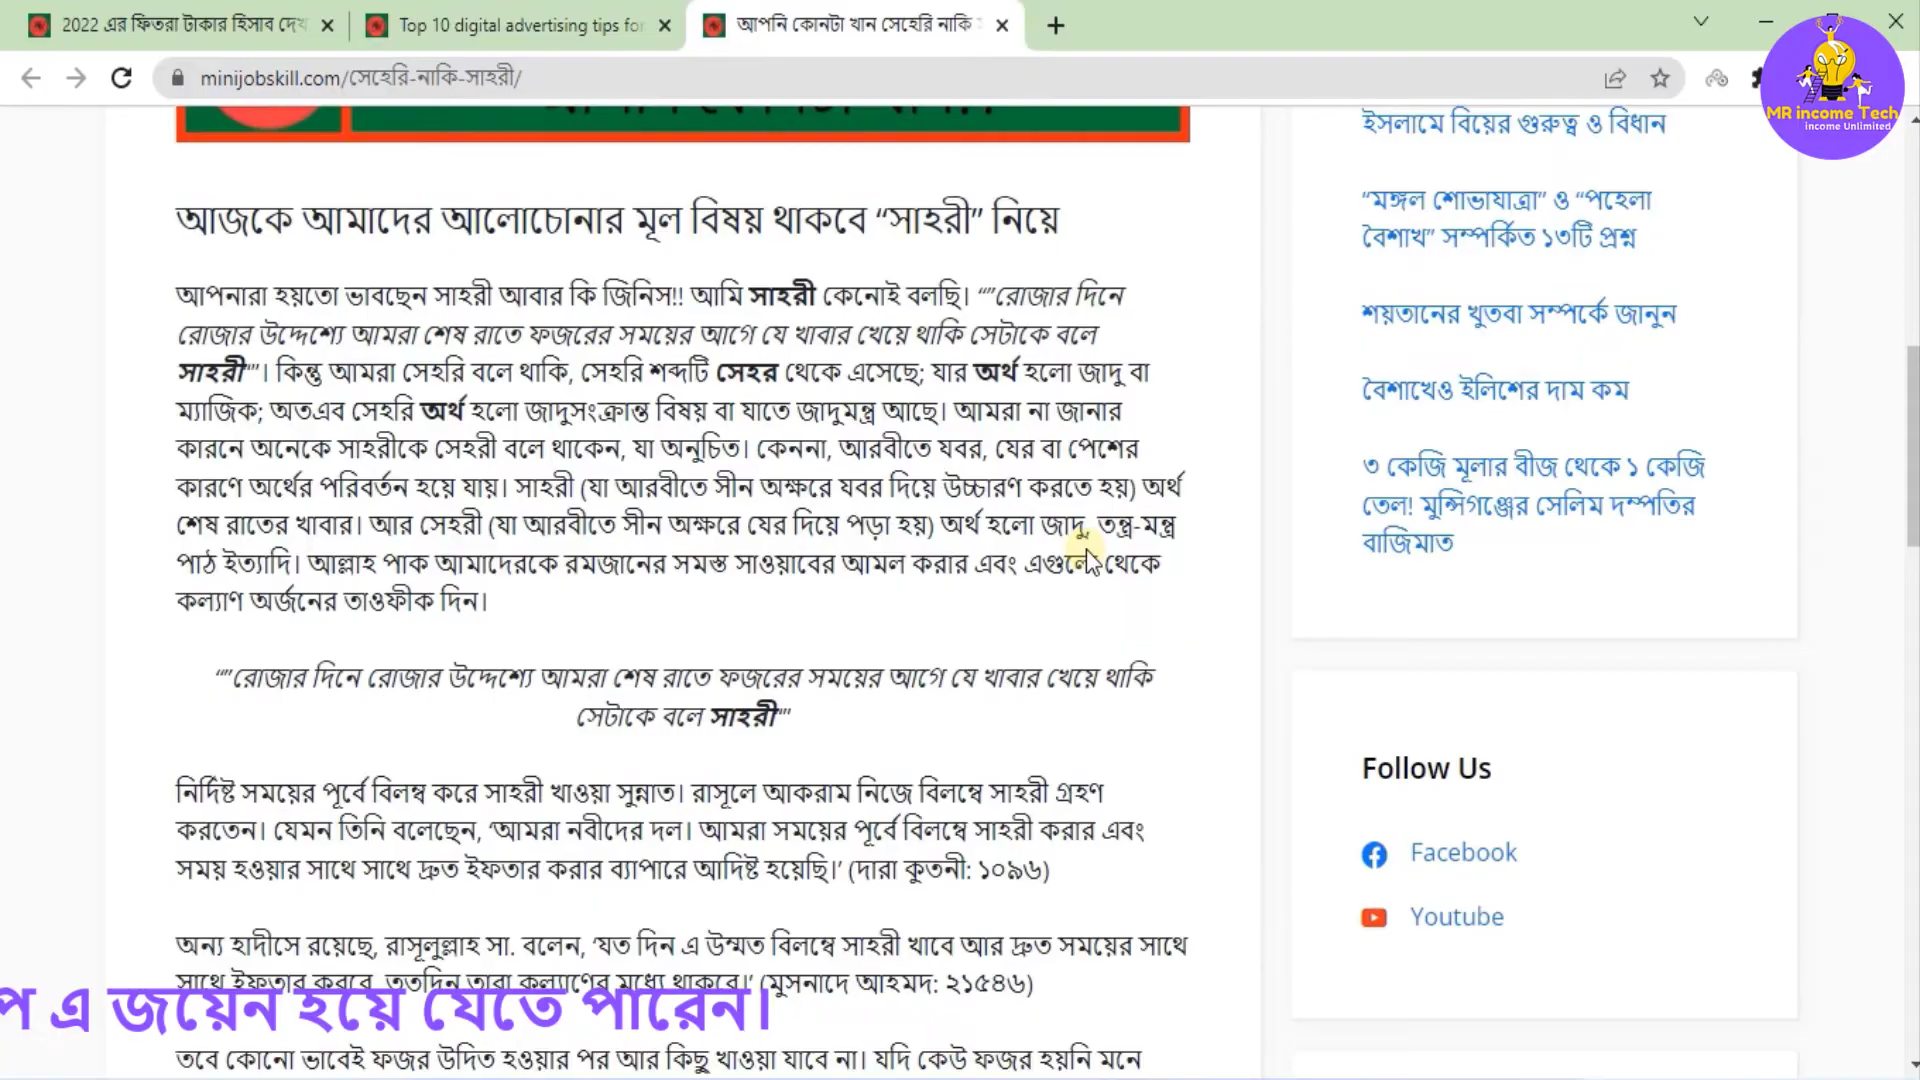 2022 এর ফিতরা টাকার হিসাব দেখ
Top 10 digital advertising tips for
আপনি কোনটা খান সেহেরি নাকি
minijobskill.com/সেহেরি-নাকি-সাহরী/
MR income Tech
Income Unlimited
আজকে আমাদের আলোচোনার মূল বিষয় থাকবে “সাহরী” নিয়ে
আপনারা হয়তো ভাবছেন সাহরী আবার কি জিনিস!! আমি সাহরী কেনোই বলছি। “”রোজার দিনে
রোজার উদ্দেশ্যে আমরা শেষ রাতে ফজরের সময়ের আগে যে খাবার খেয়ে থাকি সেটাকে বলে
সাহরী”’। কিন্তু আমরা সেহরি বলে থাকি, সেহরি শব্দটি সেহর থেকে এসেছে; যার অর্থ হলো জাদু বা
ম্যাজিক; অতএব সেহরি অর্থ হলো জাদুসংক্রান্ত বিষয় বা যাতে জাদুমন্ত্র আছে। আমরা না জানার
কারনে অনেকে সাহরীকে সেহরী বলে থাকেন, যা অনুচিত। কেননা, আরবীতে যবর, যের বা পেশের
কারণে অর্থের পরিবর্তন হয়ে যায়। সাহরী (যা আরবীতে সীন অক্ষরে যবর দিয়ে উচ্চারণ করতে হয়) অর্থ
শেষ রাতের খাবার। আর সেহরী (যা আরবীতে সীন অক্ষরে যের দিয়ে পড়া হয়) অর্থ হলো জাদু, তন্ত্র-মন্ত্র
পাঠ ইত্যাদি। আল্লাহ পাক আমাদেরকে রমজানের সমস্ত সাওয়াবের আমল করার এবং এগুলো থেকে
কল্যাণ অর্জনের তাওফীক দিন।
“”রোজার দিনে রোজার উদ্দেশ্যে আমরা শেষ রাতে ফজরের সময়ের আগে যে খাবার খেয়ে থাকি
সেটাকে বলে সাহরী”’
নির্দিষ্ট সময়ের পূর্বে বিলম্ব করে সাহরী খাওয়া সুন্নাত। রাসূলে আকরাম নিজে বিলম্বে সাহরী গ্রহণ
করতেন। যেমন তিনি বলেছেন, ‘আমরা নবীদের দল। আমরা সময়ের পূর্বে বিলম্বে সাহরী করার এবং
সময় হওয়ার সাথে সাথে দ্রুত ইফতার করার ব্যাপারে আদিষ্ট হয়েছি।’ (দারা কুতনী: ১০৯৬)
অন্য হাদীসে রয়েছে, রাসূলুল্লাহ সা. বলেন, ‘যত দিন এ উম্মত বিলম্বে সাহরী খাবে আর দ্রুত সময়ের সাথে
সাথে ইফতার করবে, ততদিন তারা কল্যাণের মধ্যে থাকবে।’ (মুসনাদে আহমদ: ২১৫৪৬)
এ জয়েন হয়ে যেতে পারেন।
তবে কোনো ভাবেই ফজর উদিত হওয়ার পর আর কিছু খাওয়া যাবে না। যদি কেউ ফজর হয়নি মনে
ইসলামে বিয়ের গুরুত্ব ও বিধান
“মঙ্গল শোভাযাত্রা” ও “পহেলা
বৈশাখ” সম্পর্কিত ১৩টি প্রশ্ন
শয়তানের খুতবা সম্পর্কে জানুন
বৈশাখেও ইলিশের দাম কম
৩ কেজি মূলার বীজ থেকে ১ কেজি
তেল! মুন্সিগঞ্জের সেলিম দম্পতির
বাজিমাত
Follow Us
Facebook
Youtube